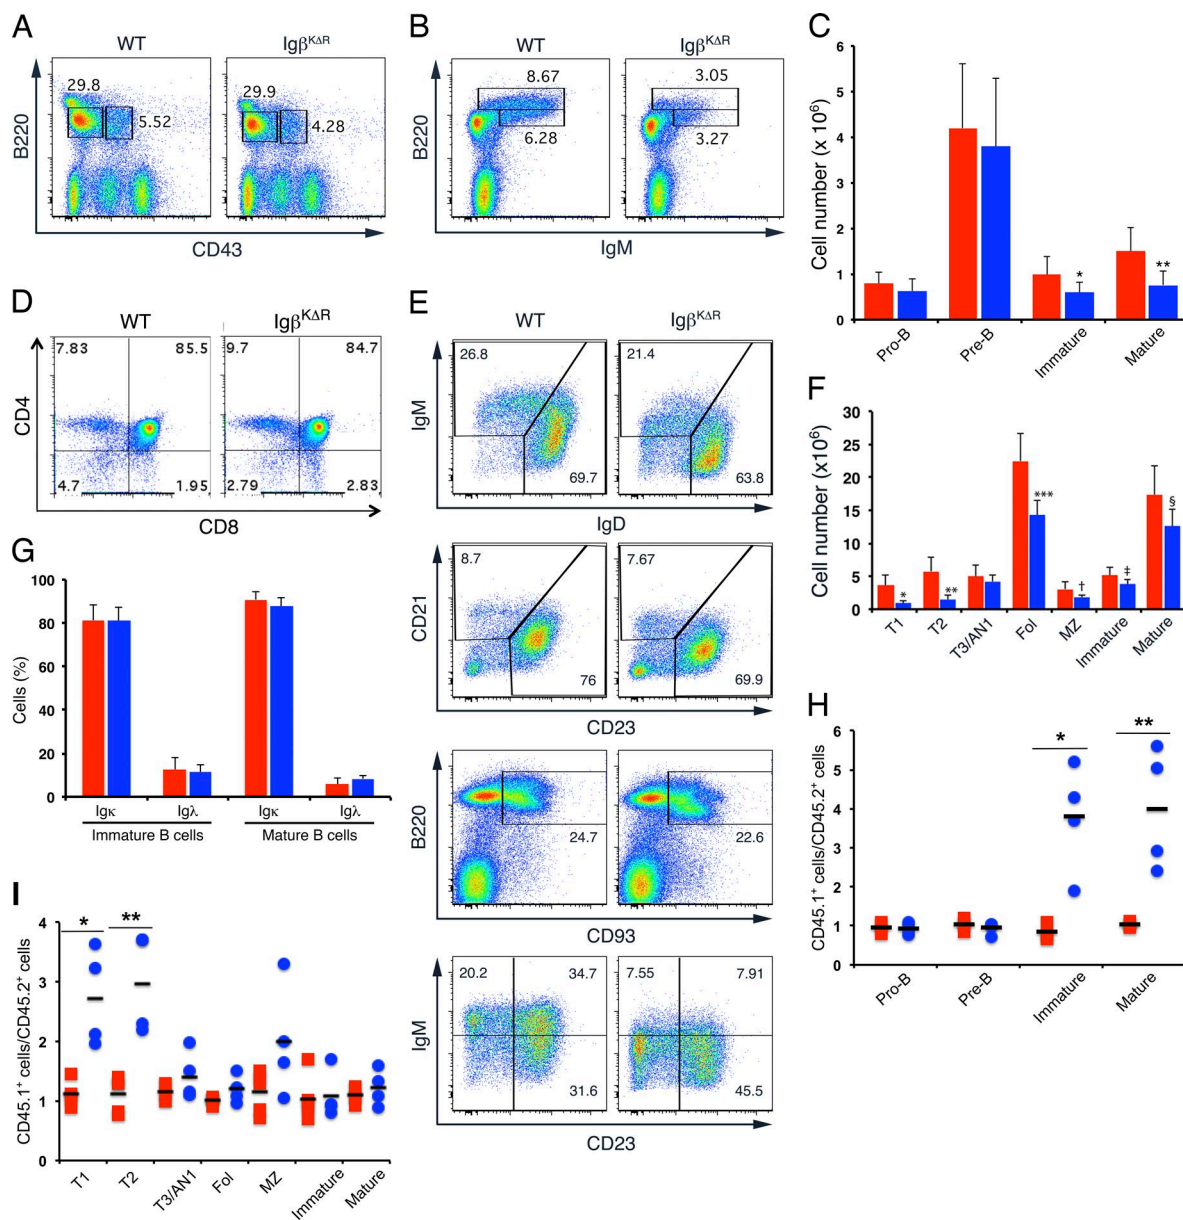 A
WT
Igβ^KΔR
29.8
5.52
29.9
4.28
B220
CD43
B
WT
Igβ^KΔR
8.67
6.28
3.05
3.27
B220
IgM
C
Cell number (x 10^6)
6
5
4
3
2
1
0
*
**
Pro-B
Pre-B
Immature
Mature
D
WT
Igβ^KΔR
7.83
85.5
9.7
84.7
4.7
1.95
2.79
2.83
CD4
CD8
E
WT
Igβ^KΔR
26.8
69.7
21.4
63.8
IgM
IgD
8.7
76
7.67
69.9
CD21
CD23
24.7
22.6
B220
CD93
20.2
34.7
31.6
7.55
7.91
45.5
IgM
CD23
F
Cell number (x10^6)
30
25
20
15
10
5
0
*
**
***
†
‡
§
T1
T2
T3/AN1
Fol
MZ
Immature
Mature
G
Cells (%)
100
80
60
40
20
0
Igκ
Igλ
Igκ
Igλ
Immature B cells
Mature B cells
H
CD45.1+ cells/CD45.2+ cells
6
5
4
3
2
1
0
*
**
Pro-B
Pre-B
Immature
Mature
I
CD45.1+ cells/CD45.2+ cells
4
3
2
1
0
*
**
T1
T2
T3/AN1
Fol
MZ
Immature
Mature